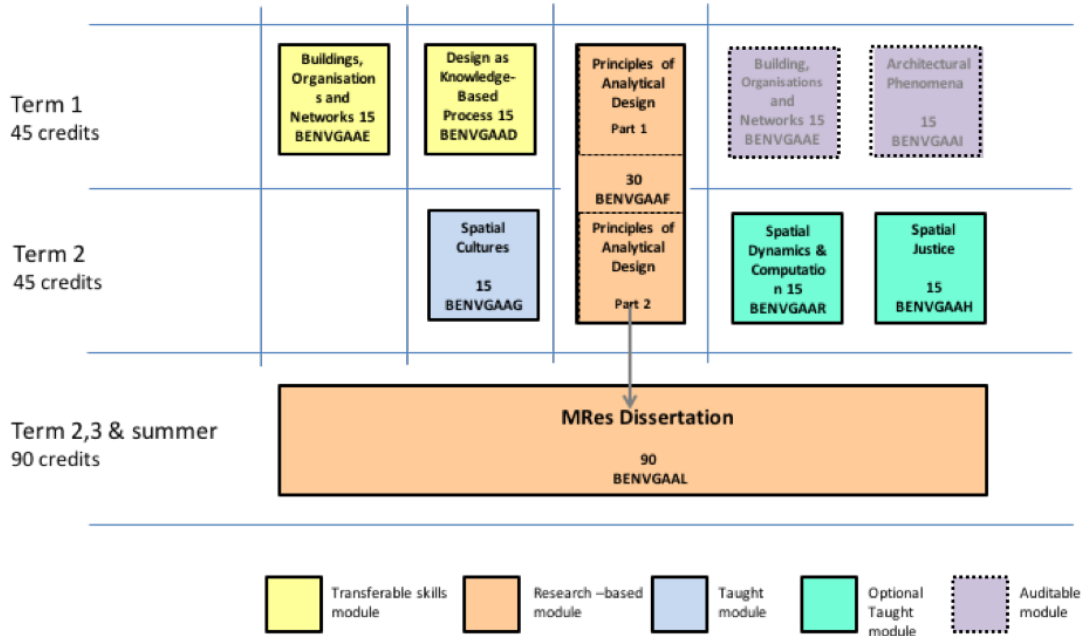 Term 1
45 credits
Buildings,
Organisation
s and
Networks 15
BENVGAAE
Design as
Knowledge-
Based
Process 15
BENVGAAD
Principles of
Analytical
Design
Part 1
30
BENVGAAF
Building,
Organisations
and
Networks 15
BENVGAAE
Architectural
Phenomena
15
BENVGAAI
Term 2
45 credits
Spatial
Cultures
15
BENVGAAG
Principles of
Analytical
Design
Part 2
Spatial
Dynamics &
Computatio
n 15
BENVGAAR
Spatial
Justice
15
BENVGAAH
Term 2,3 & summer
90 credits
MRes Dissertation
90
BENVGAAL
Transferable skills
module
Research –based
module
Taught
module
Optional
Taught
module
Auditable
module